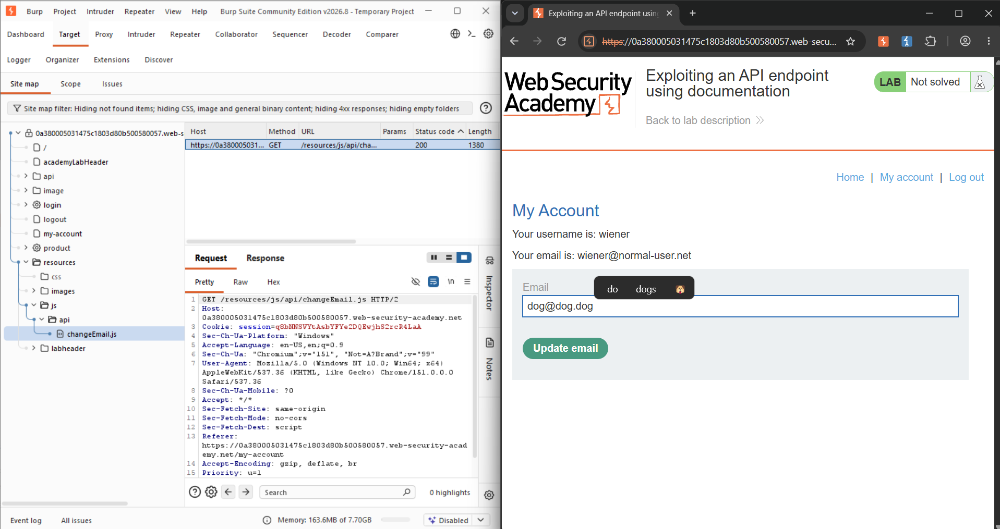 Burp Project Intruder Repeater View Help Burp Suite Community Edition v2026.8 - Temporary Project
Dashboard Target Proxy Intruder Repeater Collaborator Sequencer Decoder Comparer
Logger Organizer Extensions Discover
Site map Scope Issues
Site map filter: Hiding not found items; hiding CSS, image and general binary content; hiding 4xx responses; hiding empty folders
0a380005031475c1803d80b500580057.web-s
/
academyLabHeader
api
image
login
logout
my-account
product
resources
css
images
js
api
changeEmail.js
labheader
Host Method URL Params Status code Length
https://0a380005031... GET /resources/js/api/cha... 200 1380
Request Response
Pretty Raw Hex \n
1 GET /resources/js/api/changeEmail.js HTTP/2
2 Host:
0a380005031475c1803d80b500580057.web-security-academy.net
3 Cookie: session=q8bNNSVYtAsbYFYe2DQEwjhS2rcR4LaA
4 Sec-Ch-Ua-Platform: "Windows"
5 Accept-Language: en-US,en;q=0.9
6 Sec-Ch-Ua: "Chromium";v="151", "Not=A?Brand";v="99"
7 User-Agent: Mozilla/5.0 (Windows NT 10.0; Win64; x64)
AppleWebKit/537.36 (KHTML, like Gecko) Chrome/151.0.0.0
Safari/537.36
8 Sec-Ch-Ua-Mobile: ?0
9 Accept: */*
10 Sec-Fetch-Site: same-origin
11 Sec-Fetch-Mode: no-cors
12 Sec-Fetch-Dest: script
13 Referer:
https://0a380005031475c1803d80b500580057.web-security-acad
emy.net/my-account
14 Accept-Encoding: gzip, deflate, br
15 Priority: u=1
Inspector
Notes
Search 0 highlights
Event log All issues Memory: 163.6MB of 7.70GB Disabled
Exploiting an API endpoint usin
https://0a380005031475c1803d80b500580057.web-secu...
Web Security
Academy
Exploiting an API endpoint
using documentation
Back to lab description
LAB Not solved
Home | My account | Log out
My Account
Your username is: wiener
Your email is: wiener@normal-user.net
Email
do dogs 🐶
dog@dog.dog
Update email